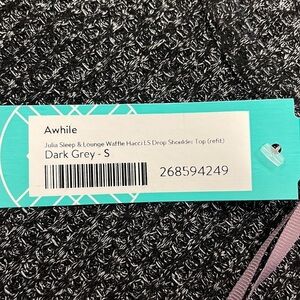 Awhile
Julia Sleep & Lounge Waffle Hacci LS Drop Shoulder Top (refit)
Dark Grey - S
268594249